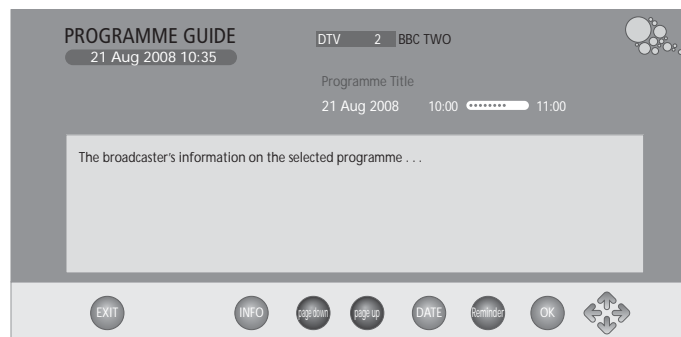 PROGRAMME GUIDE
21 Aug 2008 10:35
DTV 2 BBC TWO
Programme Title
21 Aug 2008 10:00 11:00
The broadcaster's information on the selected programme . . .
EXIT INFO page down page up DATE Reminder OK